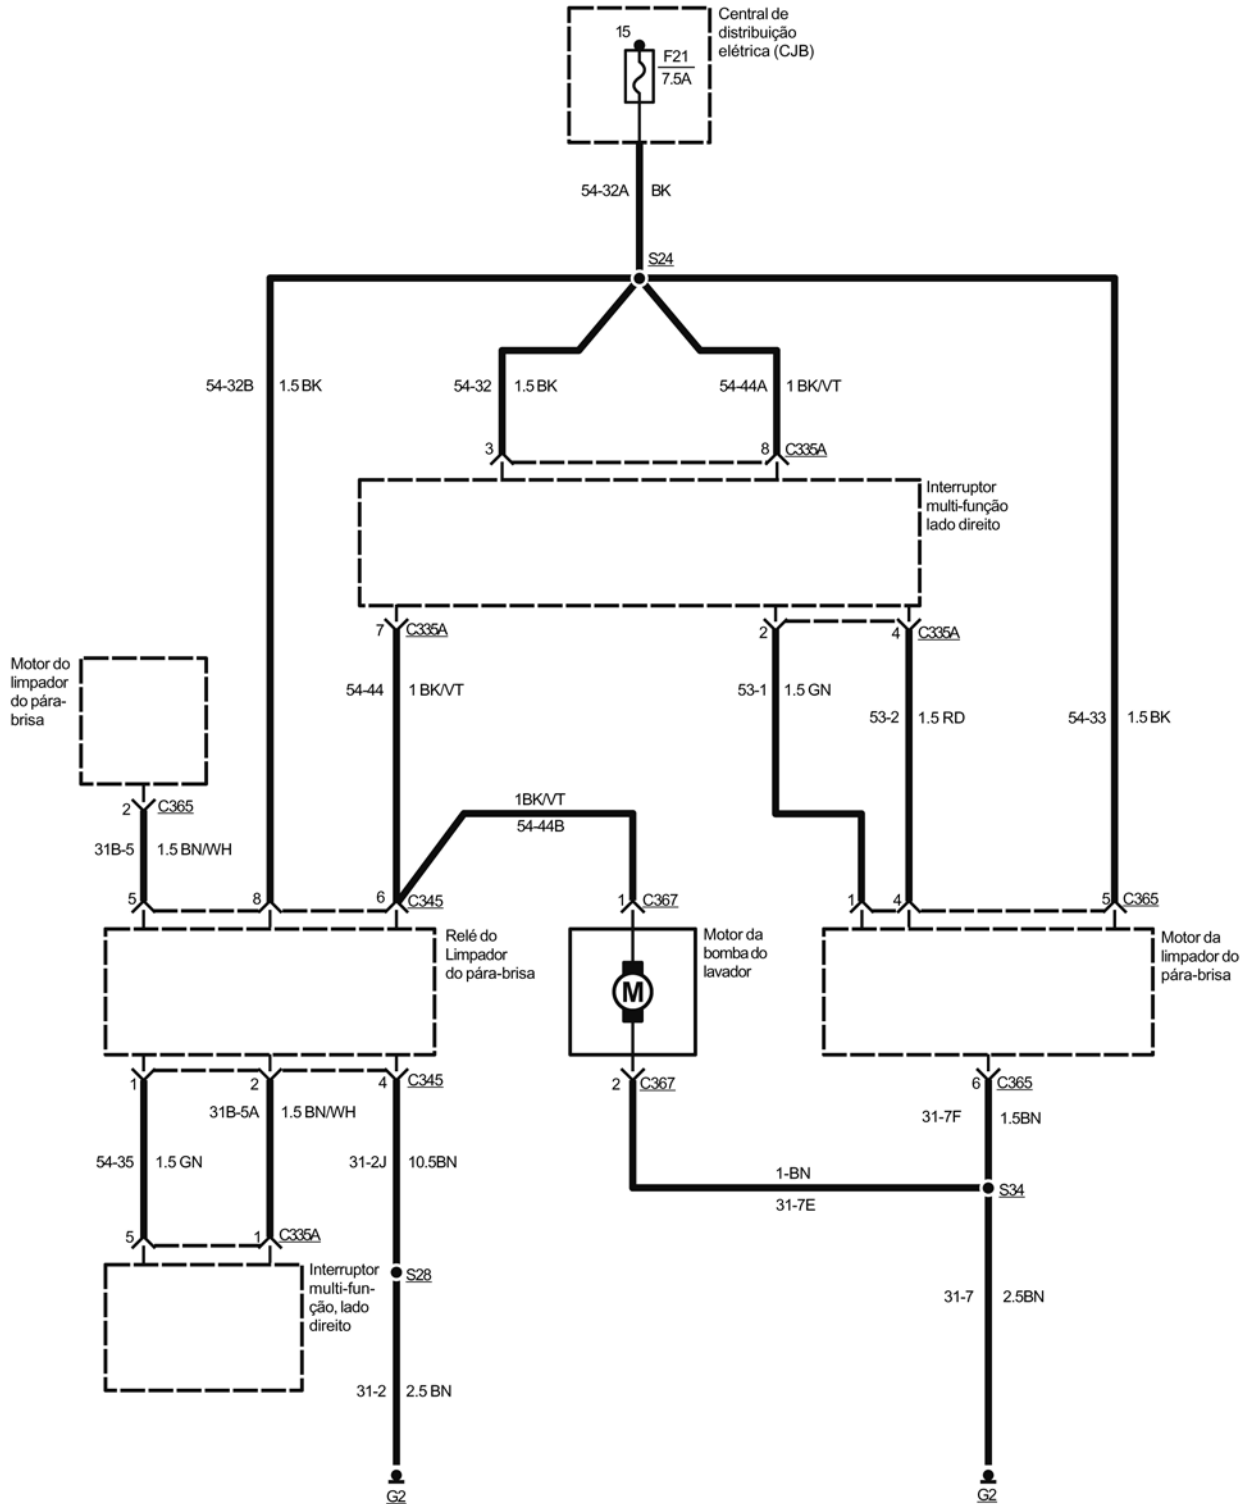 Central de
distribuição
elétrica (CJB)
15
F21
7.5A
54-32A BK
S24
54-32B 1.5 BK
54-32 1.5 BK
54-44A 1 BK/VT
3
8 C335A
Interruptor
multi-função
lado direito
7 C335A
2
4 C335A
Motor do
limpador
do pára-
brisa
54-44 1 BK/VT
53-1 1.5 GN
53-2 1.5 RD
54-33 1.5 BK
2 C365
1BK/VT
54-44B
31B-5 1.5 BN/WH
5
8
6 C345
1 C367
1
4
5 C365
Relé do
Limpador
do pára-brisa
Motor da
bomba do
lavador
M
Motor da
limpador do
pára-brisa
1
2
4 C345
2 C367
6 C365
31B-5A 1.5 BN/WH
31-7F 1.5BN
54-35 1.5 GN
31-2J 10.5BN
1-BN
31-7E
S34
5
1 C335A
Interruptor
multi-fun-
ção, lado
direito
S28
31-7 2.5BN
31-2 2.5 BN
G2
G2